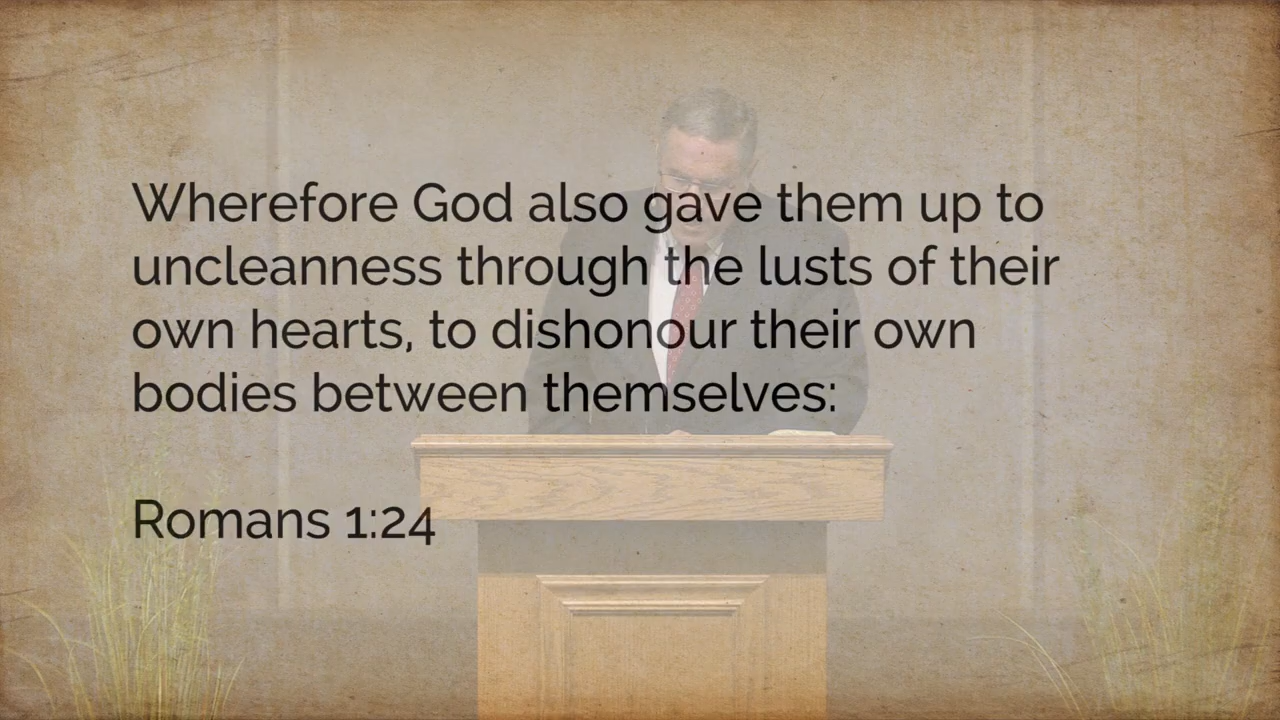 Wherefore God also gave them up to
uncleanness through the lusts of their
own hearts, to dishonour their own
bodies between themselves:
Romans 1:24